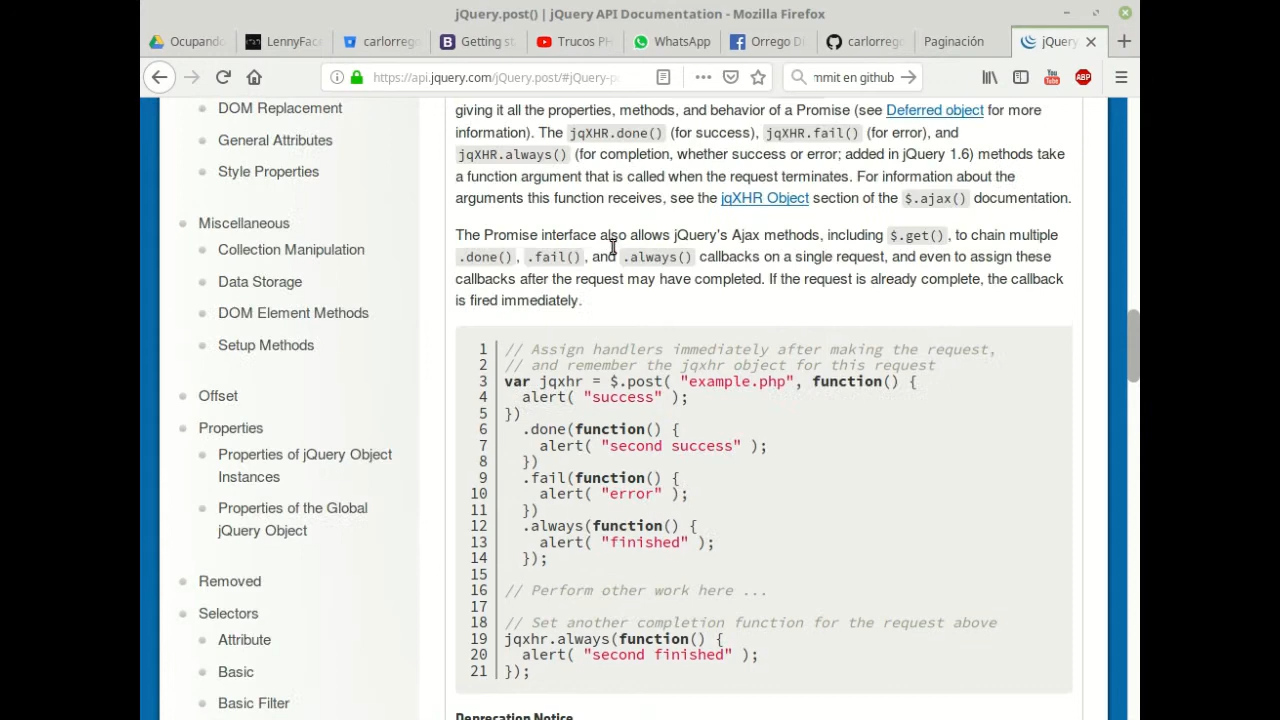 jQuery.post() | jQuery API Documentation - Mozilla Firefox
Ocupando
LennyFace
carlorreg
Getting st
Trucos PH
WhatsApp
Orrego Di
carlorreg
Paginación
jQuery
https://api.jquery.com/jQuery.post/#jQuery-p
mmit en github
ABP
DOM Replacement
General Attributes
Style Properties
Miscellaneous
Collection Manipulation
Data Storage
DOM Element Methods
Setup Methods
Offset
Properties
Properties of jQuery Object
Instances
Properties of the Global
jQuery Object
Removed
Selectors
Attribute
Basic
Basic Filter
giving it all the properties, methods, and behavior of a Promise (see Deferred object for more
information). The jqXHR.done() (for success), jqXHR.fail() (for error), and
jqXHR.always() (for completion, whether success or error; added in jQuery 1.6) methods take
a function argument that is called when the request terminates. For information about the
arguments this function receives, see the jqXHR Object section of the $.ajax() documentation.
The Promise interface also allows jQuery's Ajax methods, including $.get(), to chain multiple
.done(), .fail(), and .always() callbacks on a single request, and even to assign these
callbacks after the request may have completed. If the request is already complete, the callback
is fired immediately.
1 // Assign handlers immediately after making the request,
2 // and remember the jqxhr object for this request
3 var jqxhr = $.post( "example.php", function() {
4 alert( "success" );
5 })
6 .done(function() {
7 alert( "second success" );
8 })
9 .fail(function() {
10 alert( "error" );
11 })
12 .always(function() {
13 alert( "finished" );
14 });
15
16 // Perform other work here ...
17
18 // Set another completion function for the request above
19 jqxhr.always(function() {
20 alert( "second finished" );
21 });
Deprecation Notice